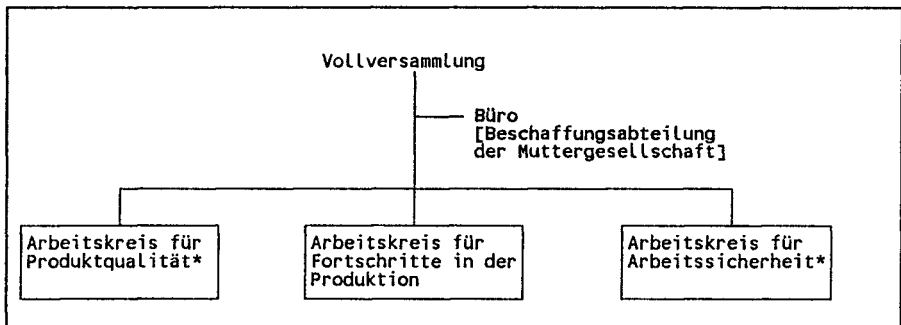 Vollversammlung
Büro
[Beschaffungsabteilung
der Muttergesellschaft]
Arbeitskreis für
Produktqualität*
Arbeitskreis für
Fortschritte in der
Produktion
Arbeitskreis für
Arbeitssicherheit*